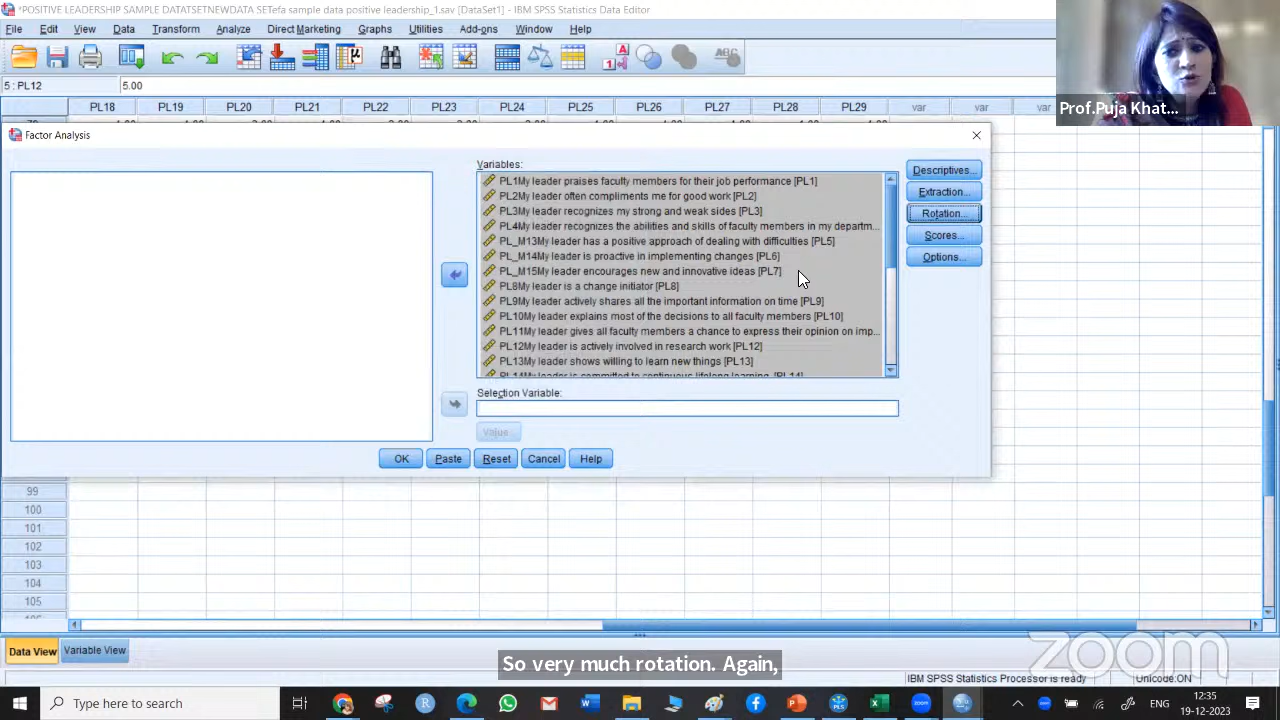 *POSITIVE LEADERSHIP SAMPLE DATATSETNEWDATA SETefa sample data positive leadership_1.sav [DataSet1] - IBM SPSS Statistics Data Editor
File Edit View Data Transform Analyze Direct Marketing Graphs Utilities Add-ons Window Help
5 : PL12 5.00
PL18 PL19 PL20 PL21 PL22 PL23 PL24 PL25 PL26 PL27 PL28 PL29 var var var
Prof.Puja Khat...
Factor Analysis
Variables:
PL1My leader praises faculty members for their job performance [PL1]
PL2My leader often compliments me for good work [PL2]
PL3My leader recognizes my strong and weak sides [PL3]
PL4My leader recognizes the abilities and skills of faculty members in my departm...
PL_M13My leader has a positive approach of dealing with difficulties [PL5]
PL_M14My leader is proactive in implementing changes [PL6]
PL_M15My leader encourages new and innovative ideas [PL7]
PL8My leader is a change initiator [PL8]
PL9My leader actively shares all the important information on time [PL9]
PL10My leader explains most of the decisions to all faculty members [PL10]
PL11My leader gives all faculty members a chance to express their opinion on imp...
PL12My leader is actively involved in research work [PL12]
PL13My leader shows willing to learn new things [PL13]
PL14My leader is committed to continuous lifelong learning [PL14]
Descriptives...
Extraction...
Rotation...
Scores...
Options...
Selection Variable:
Value...
OK Paste Reset Cancel Help
99
100
101
102
103
104
105
Data View Variable View
zoom
So very much rotation. Again,
IBM SPSS Statistics Processor is ready Unicode:ON
Type here to search
ENG
12:35
19-12-2023